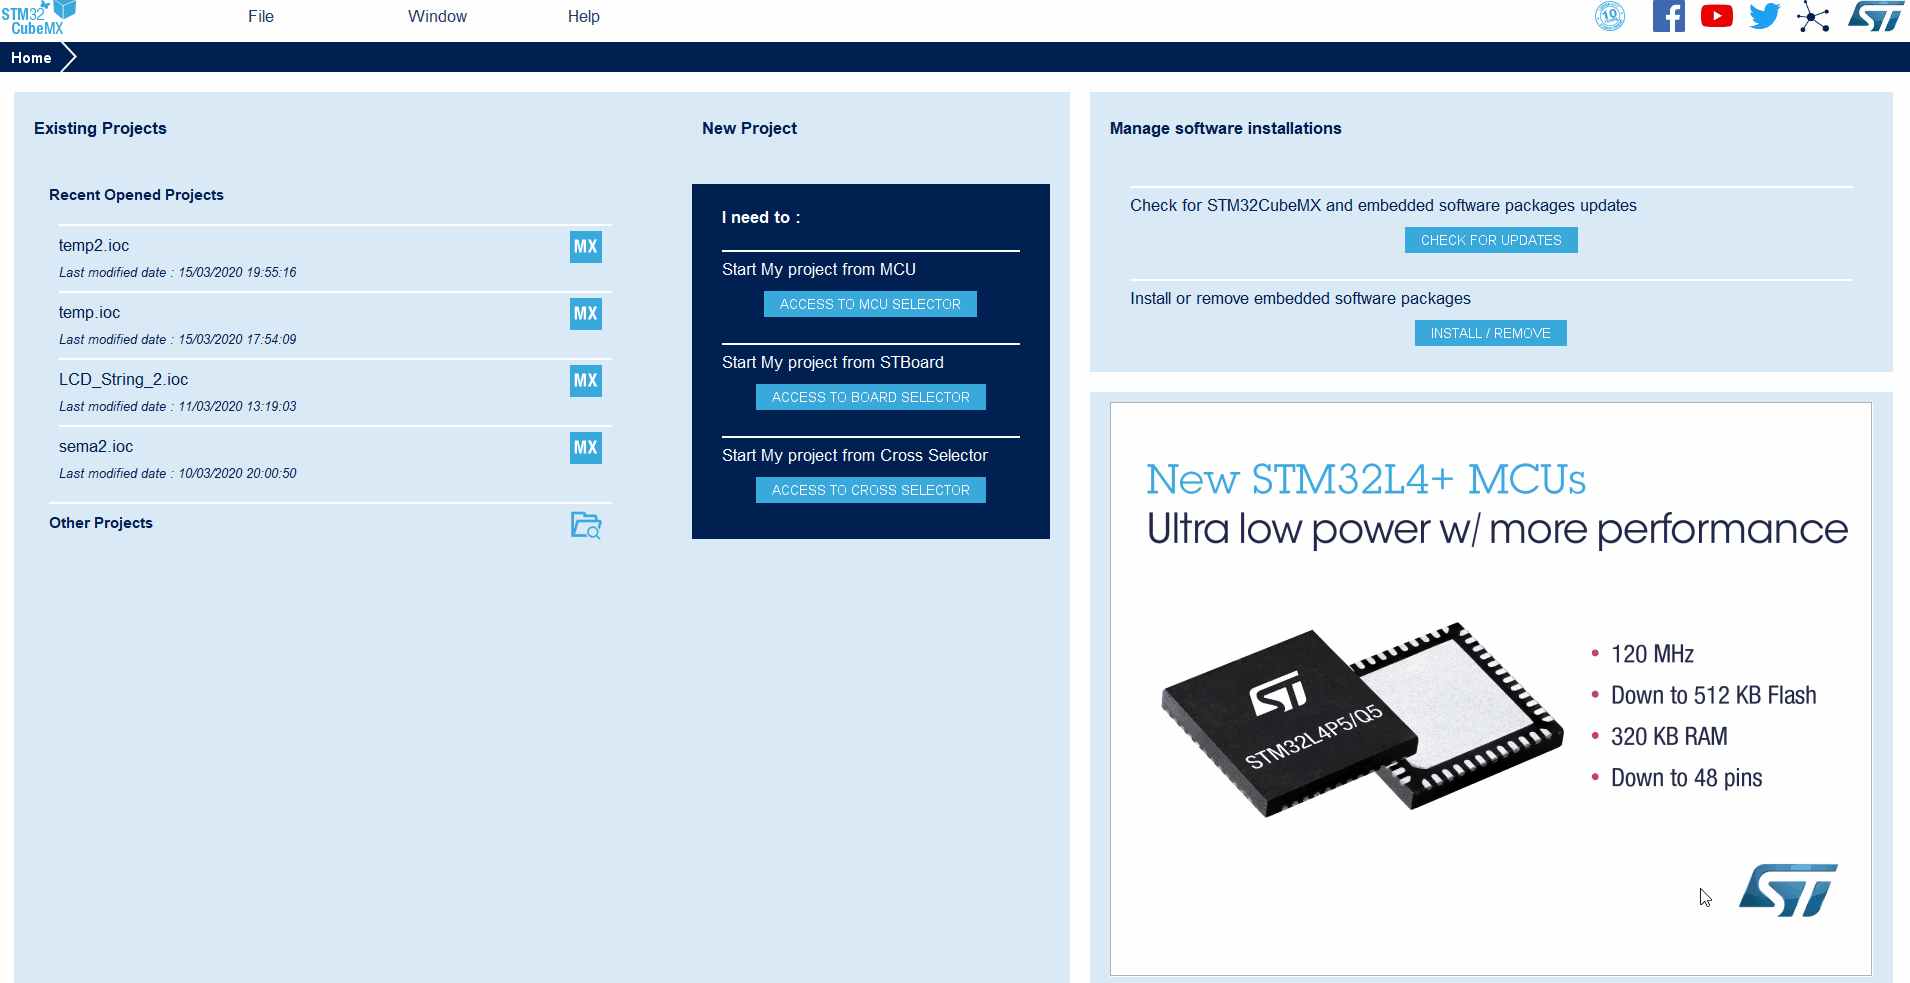 STM32
CubeMX
File
Window
Help
10
Home
Existing Projects
Recent Opened Projects
temp2.ioc
MX
Last modified date : 15/03/2020 19:55:16
temp.ioc
MX
Last modified date : 15/03/2020 17:54:09
LCD_String_2.ioc
MX
Last modified date : 11/03/2020 13:19:03
sema2.ioc
MX
Last modified date : 10/03/2020 20:00:50
Other Projects
New Project
I need to :
Start My project from MCU
ACCESS TO MCU SELECTOR
Start My project from STBoard
ACCESS TO BOARD SELECTOR
Start My project from Cross Selector
ACCESS TO CROSS SELECTOR
Manage software installations
Check for STM32CubeMX and embedded software packages updates
CHECK FOR UPDATES
Install or remove embedded software packages
INSTALL / REMOVE
New STM32L4+ MCUs
Ultra low power w/ more performance
ST
STM32L4P5/Q5
• 120 MHz
• Down to 512 KB Flash
• 320 KB RAM
• Down to 48 pins
ST